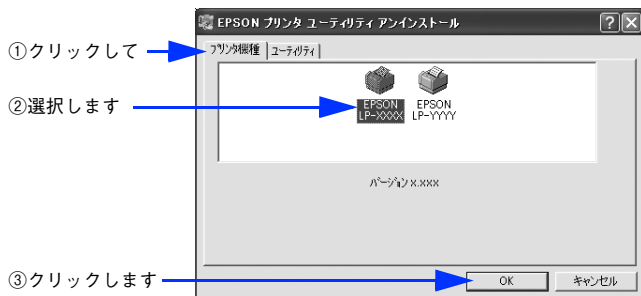 EPSON プリンタ ユーティリティ アンインストール
①クリックして
プリンタ機種 ユーティリティ
②選択します
EPSON LP-XXXX
EPSON LP-YYYY
バージョン x.xxx
③クリックします
OK キャンセル